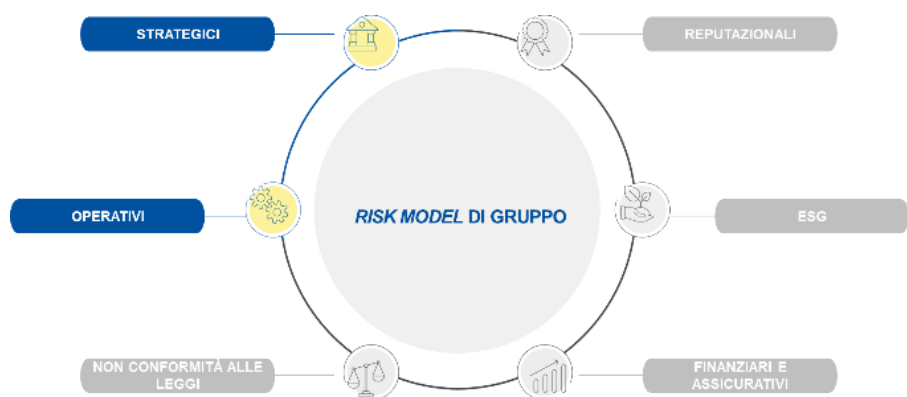 STRATEGICI
REPUTAZIONALI
OPERATIVI
RISK MODEL DI GRUPPO
ESG
NON CONFORMITÀ ALLE
LEGGI
FINANZIARI E
ASSICURATIVI